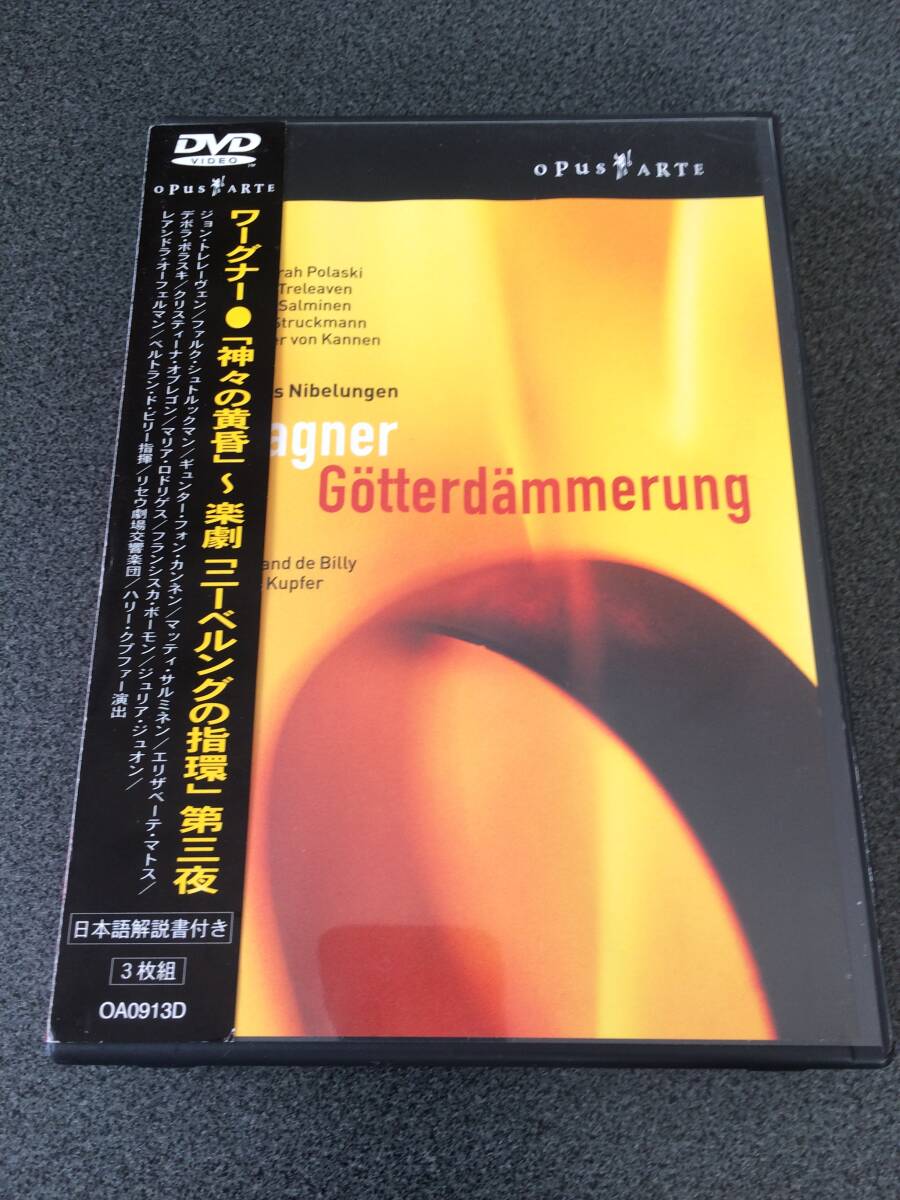 DVD
VIDEO
OPUS ARTE
ワーグナー●「神々の黄昏」～楽劇「ニーベルングの指環」第三夜
ジョン・トレレーヴェン/ファルク・シュトルックマン/ギュンター・フォン・カンネン/マッティ・サルミネン/エリザベーテ・マトス/
デボラ・ポラスキ/クリスティーナ・オブレゴン/マリア・ロドリゲス/フランシスカ・ボーモン/ジュリア・ジュオン/
レアンドラ・オーフェルマン/ベルトラン・ド・ビリー指揮/リセウ劇場交響楽団/ハリー・クプファー演出
日本語解説書付き
3枚組
OA0913D
OPUS ARTE
rah Polaski
Treleaven
Salminen
Struckmann
er von Kannen
s Nibelungen
agner
Götterdämmerung
and de Billy
Kupfer